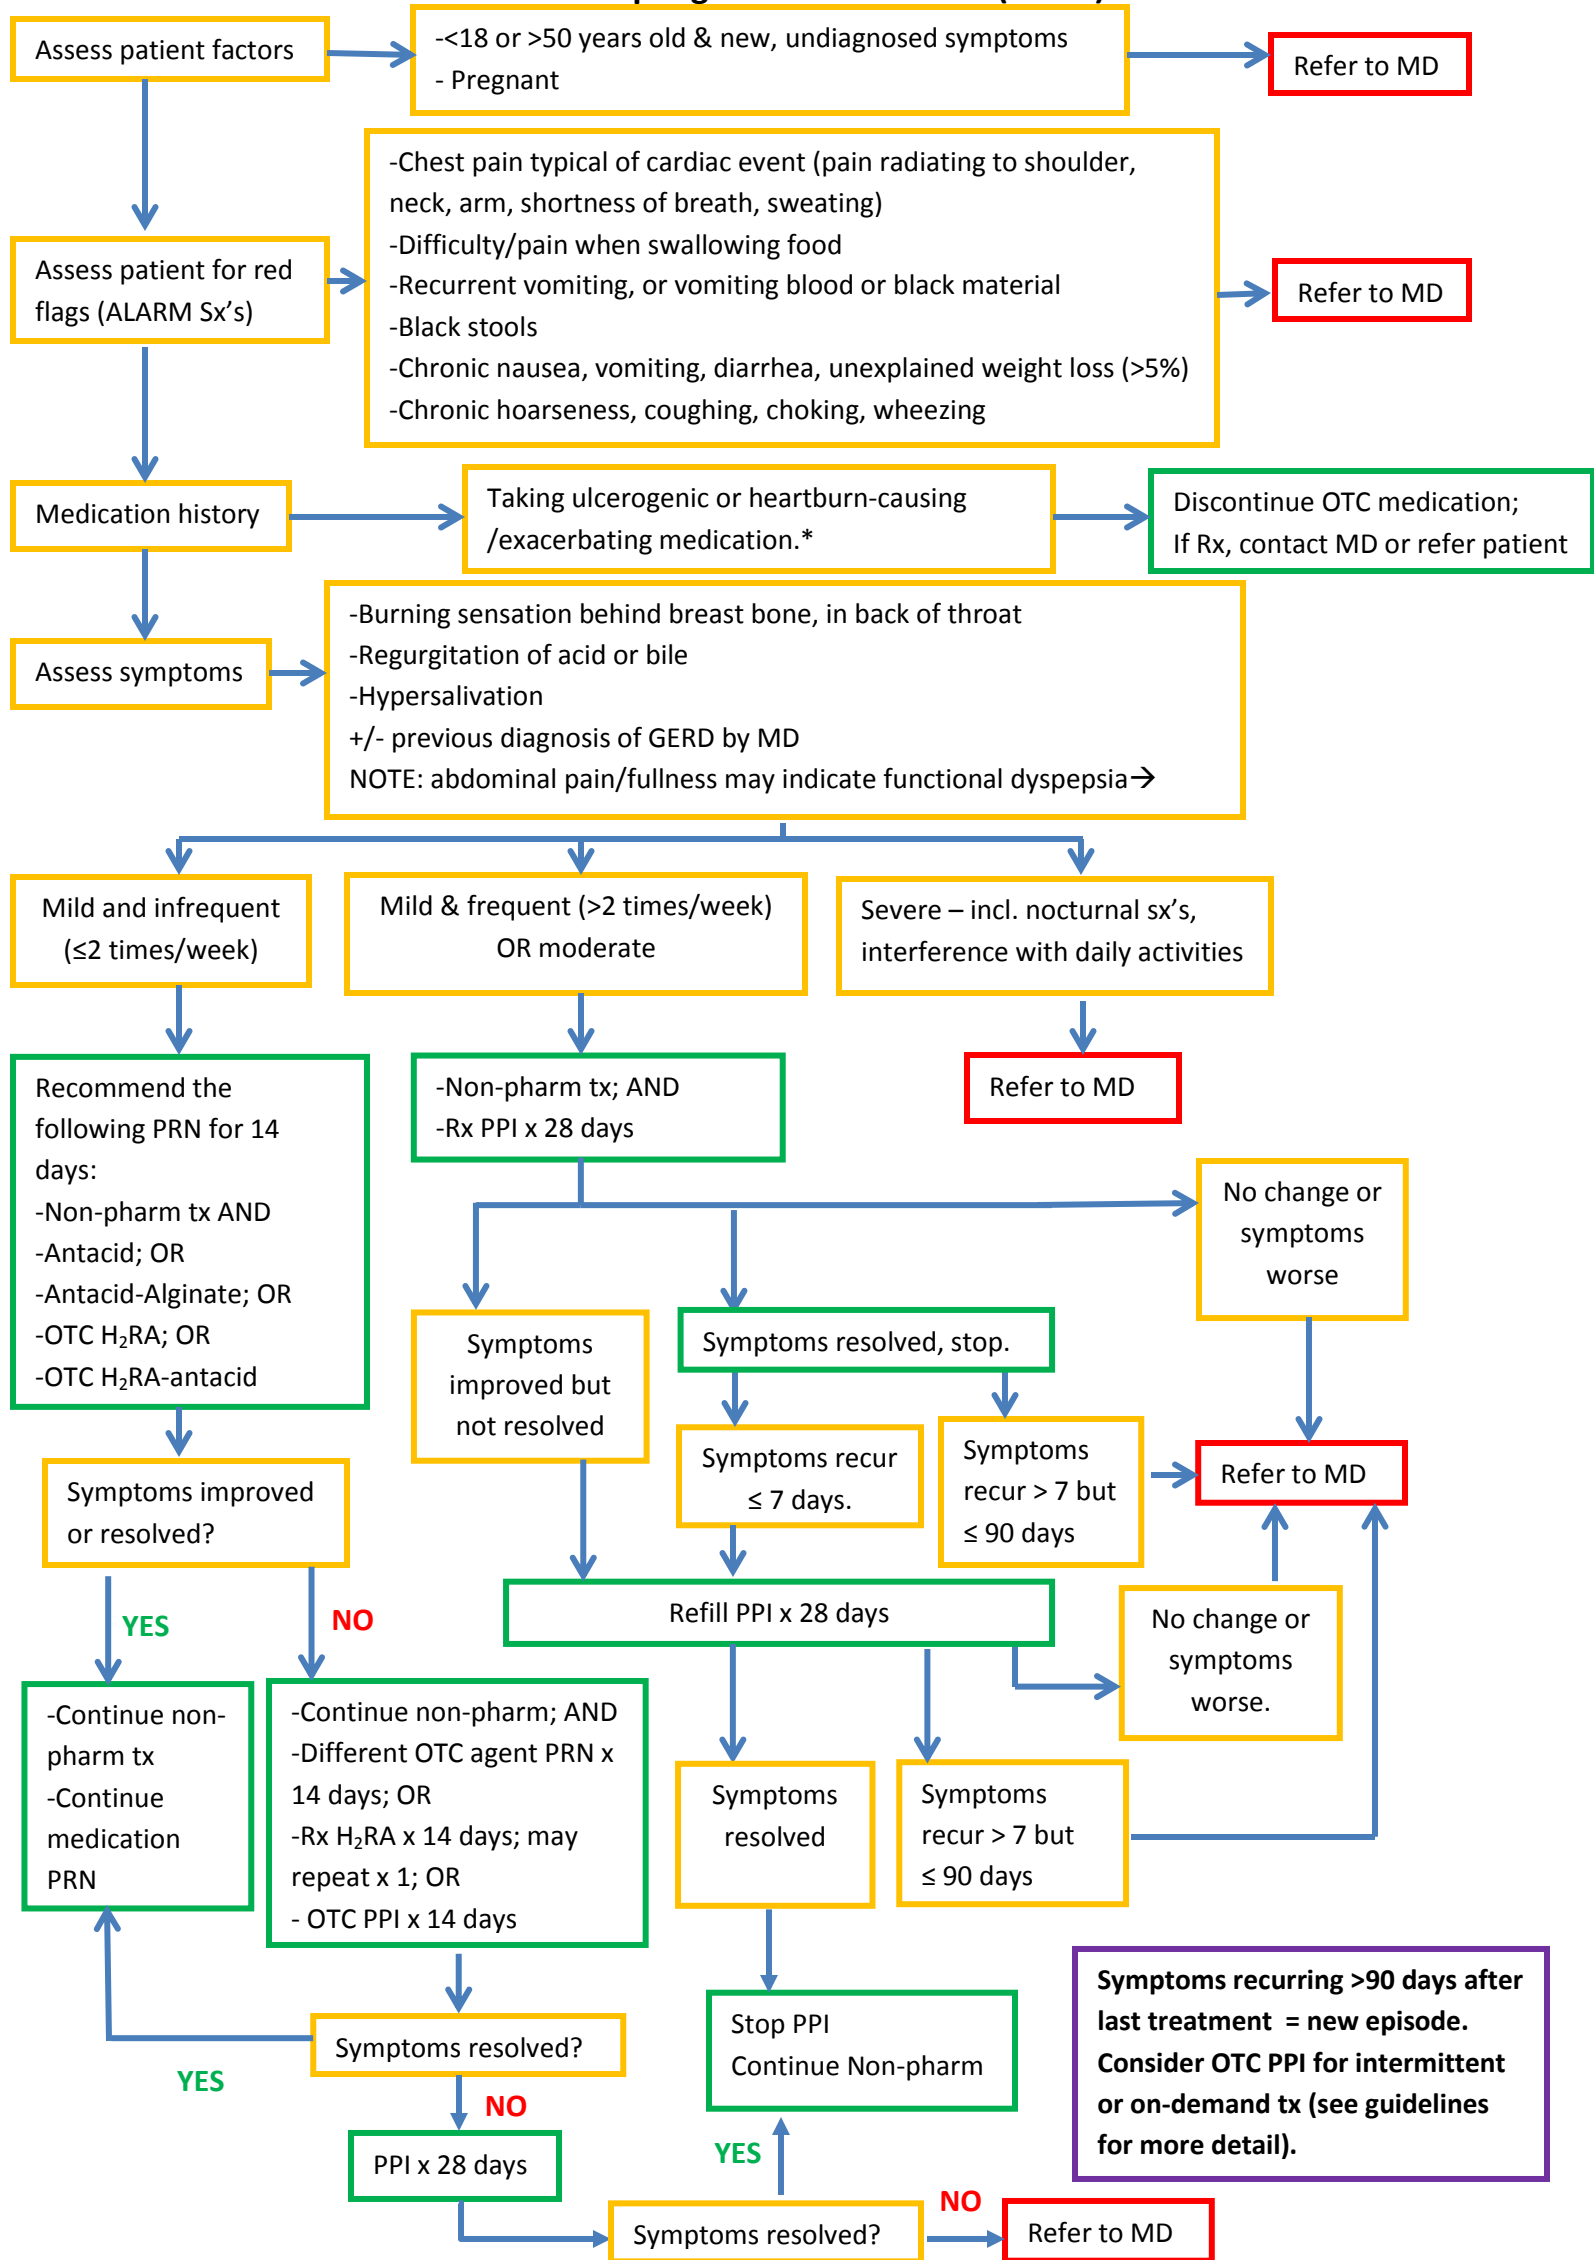 Assess patient factors
-<18 or >50 years old & new, undiagnosed symptoms
- Pregnant
Refer to MD
Assess patient for red
flags (ALARM Sx’s)
-Chest pain typical of cardiac event (pain radiating to shoulder,
neck, arm, shortness of breath, sweating)
-Difficulty/pain when swallowing food
-Recurrent vomiting, or vomiting blood or black material
-Black stools
-Chronic nausea, vomiting, diarrhea, unexplained weight loss (>5%)
-Chronic hoarseness, coughing, choking, wheezing
Refer to MD
Medication history
Taking ulcerogenic or heartburn-causing
/exacerbating medication.*
Discontinue OTC medication;
If Rx, contact MD or refer patient
Assess symptoms
-Burning sensation behind breast bone, in back of throat
-Regurgitation of acid or bile
-Hypersalivation
+/- previous diagnosis of GERD by MD
NOTE: abdominal pain/fullness may indicate functional dyspepsia→
Mild and infrequent
(≤2 times/week)
Mild & frequent (>2 times/week)
OR moderate
Severe – incl. nocturnal sx’s,
interference with daily activities
Recommend the
following PRN for 14
days:
-Non-pharm tx AND
-Antacid; OR
-Antacid-Alginate; OR
-OTC H₂RA; OR
-OTC H₂RA-antacid
-Non-pharm tx; AND
-Rx PPI x 28 days
Refer to MD
No change or
symptoms
worse
Symptoms
improved but
not resolved
Symptoms resolved, stop.
Symptoms recur
≤ 7 days.
Symptoms
recur > 7 but
≤ 90 days
Refer to MD
Symptoms improved
or resolved?
YES
NO
Refill PPI x 28 days
No change or
symptoms
worse.
-Continue non-
pharm tx
-Continue
medication
PRN
-Continue non-pharm; AND
-Different OTC agent PRN x
14 days; OR
-Rx H₂RA x 14 days; may
repeat x 1; OR
- OTC PPI x 14 days
Symptoms
resolved
Symptoms
recur > 7 but
≤ 90 days
Symptoms resolved?
YES
NO
Stop PPI
Continue Non-pharm
Symptoms recurring >90 days after
last treatment = new episode.
Consider OTC PPI for intermittent
or on-demand tx (see guidelines
for more detail).
PPI x 28 days
YES
Symptoms resolved?
NO
Refer to MD